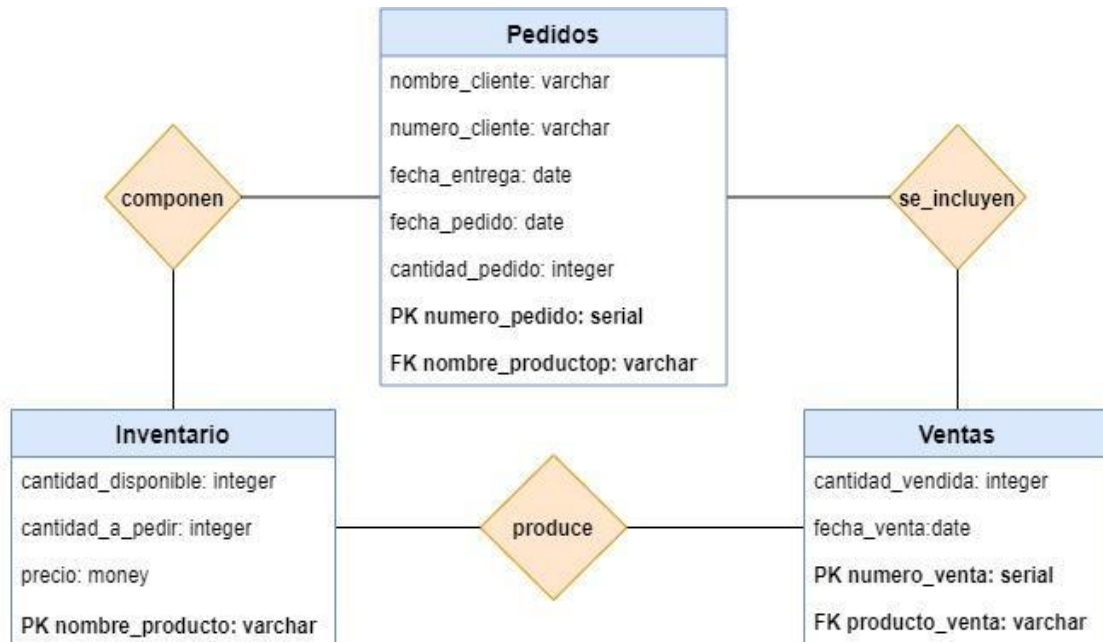 Pedidos
nombre_cliente: varchar
numero_cliente: varchar
fecha_entrega: date
fecha_pedido: date
cantidad_pedido: integer
PK numero_pedido: serial
FK nombre_productop: varchar
componen
se_incluyen
Inventario
cantidad_disponible: integer
cantidad_a_pedir: integer
precio: money
PK nombre_producto: varchar
produce
Ventas
cantidad_vendida: integer
fecha_venta:date
PK numero_venta: serial
FK producto_venta: varchar